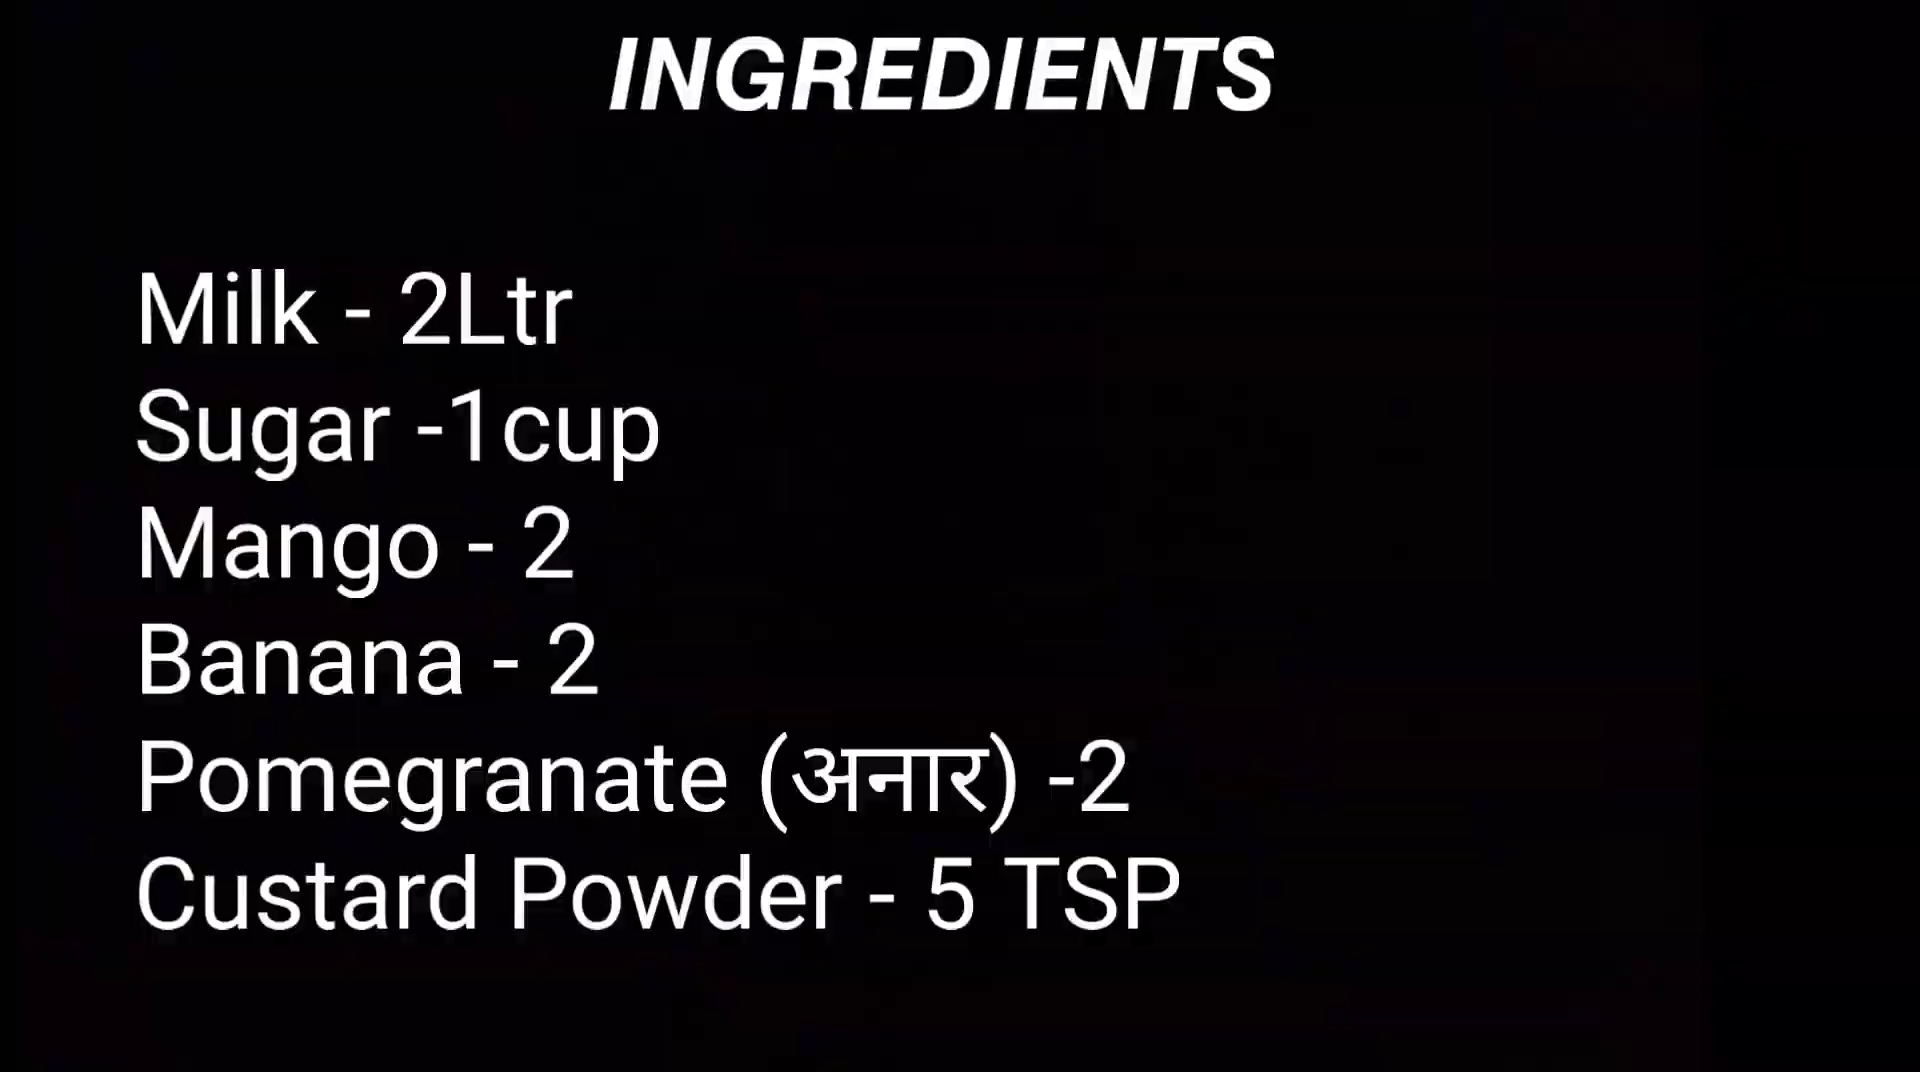 INGREDIENTS
Milk - 2Ltr
Sugar -1cup
Mango - 2
Banana - 2
Pomegranate (अनार) -2
Custard Powder - 5 TSP